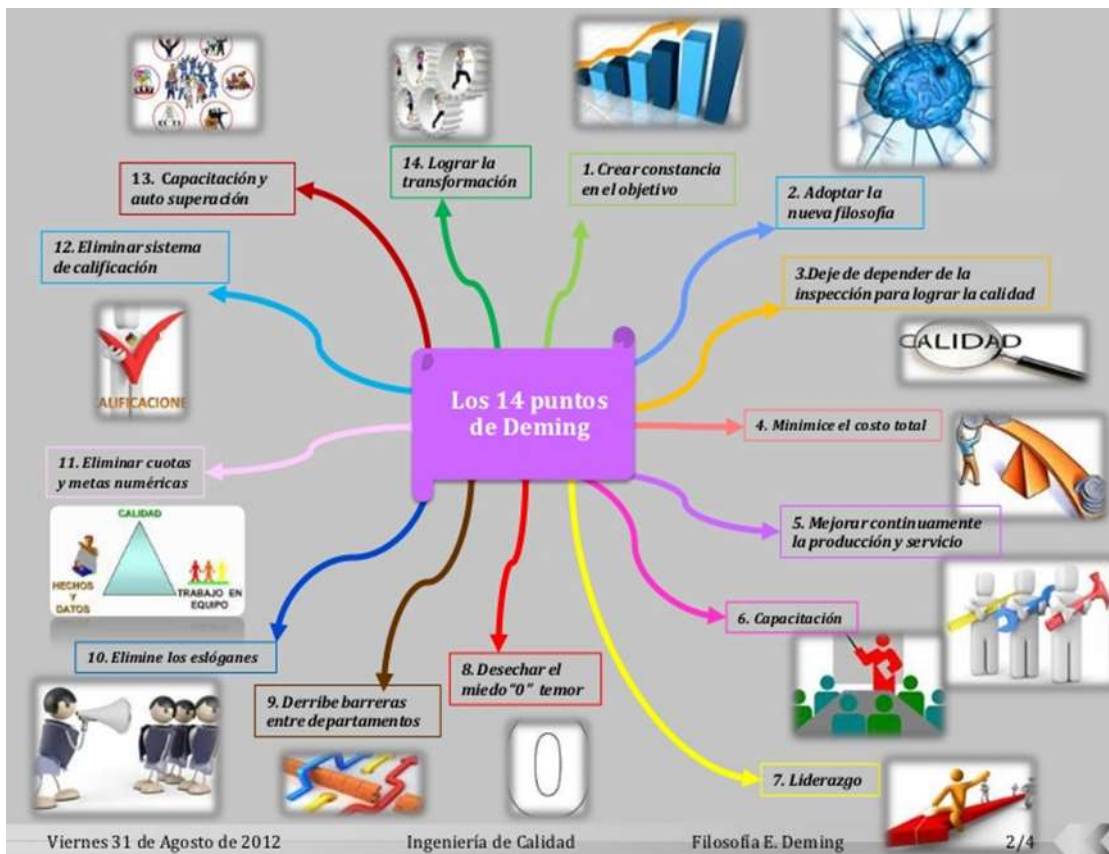 Los 14 puntos
de Deming
1. Crear constancia
en el objetivo
2. Adoptar la
nueva filosofía
3.Deje de depender de la
inspección para lograr la calidad
CALIDAD
4. Minimice el costo total
5. Mejorar continuamente
la producción y servicio
6. Capacitación
7. Liderazgo
8. Desechar el
miedo "0" temor
0
9. Derribe barreras
entre departamentos
10. Elimine los eslóganes
11. Eliminar cuotas
y metas numéricas
CALIDAD
HECHOS
Y
DATOS
TRABAJO EN
EQUIPO
12. Eliminar sistema
de calificación
ALIFICACIONE
13. Capacitación y
auto superación
14. Lograr la
transformación
Viernes 31 de Agosto de 2012
Ingeniería de Calidad
Filosofía E. Deming
2/4